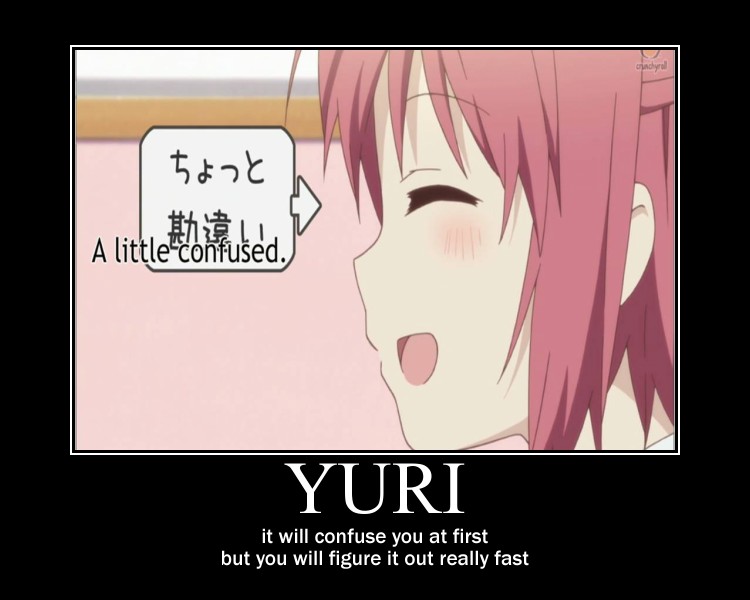 crunchyroll
ちょっと
勘違い
A little confused.
YURI
it will confuse you at first
but you will figure it out really fast